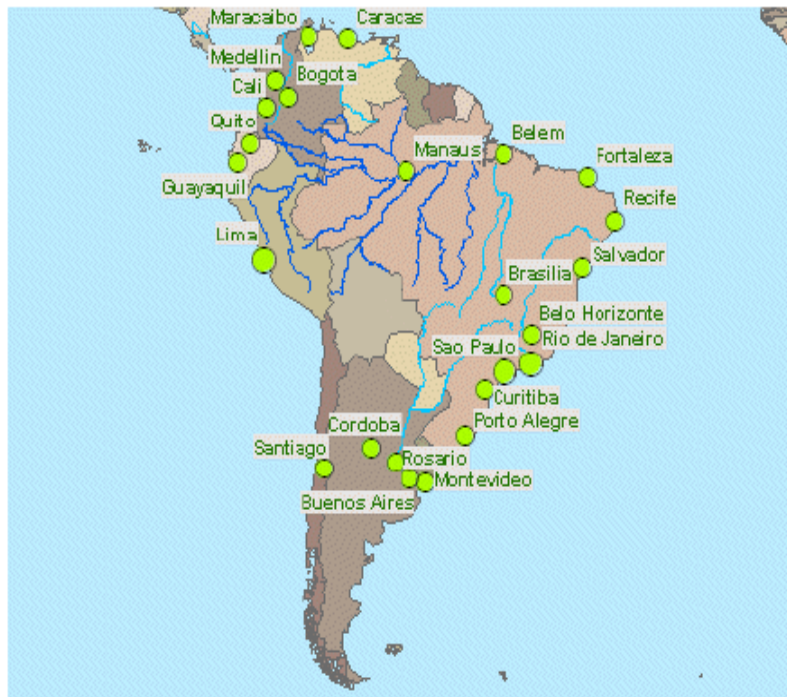 Maracaibo
Caracas
Medellin
Bogota
Cali
Quito
Manaus
Belem
Fortaleza
Guayaquil
Recife
Lima
Salvador
Brasilia
Belo Horizonte
Rio de Janeiro
Sao Paulo
Curitiba
Cordoba
Porto Alegre
Santiago
Rosario
Montevideo
Buenos Aires